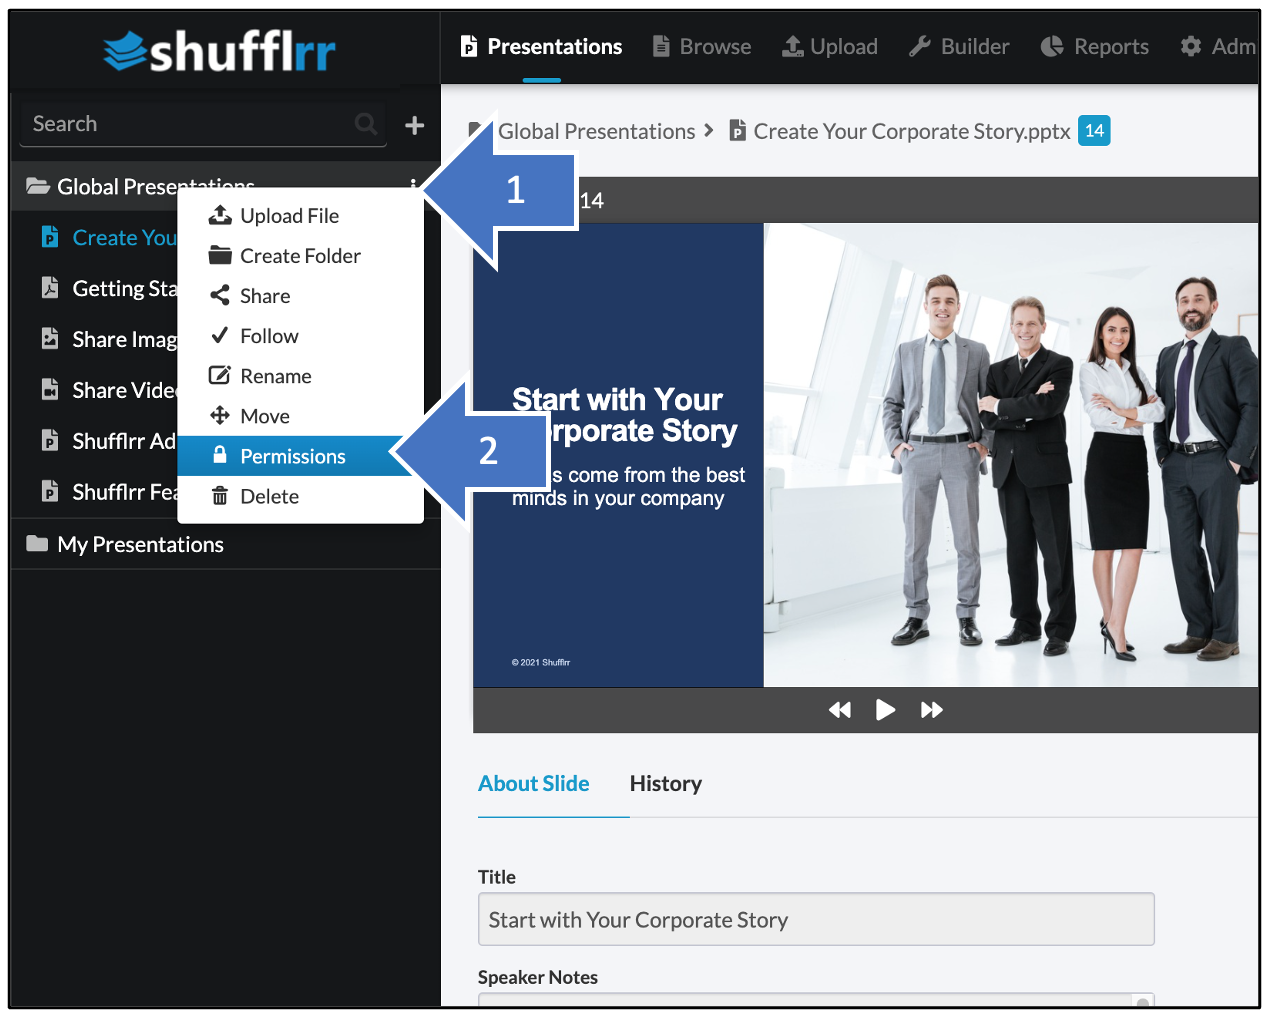 shufflrr
Presentations
Browse
Upload
Builder
Reports
Adm
Search
Global Presentations
Create Your Corporate Story.pptx
14
Global Presentations
1
14
Upload File
Create Folder
Share
Follow
Rename
Move
Permissions
Delete
2
Create You
Getting Sta
Share Imag
Share Vide
Shufflrr Ad
Shufflrr Fea
My Presentations
Start with Your
rporate Story
s come from the best
minds in your company
© 2021 Shufflrr
About Slide
History
Title
Start with Your Corporate Story
Speaker Notes